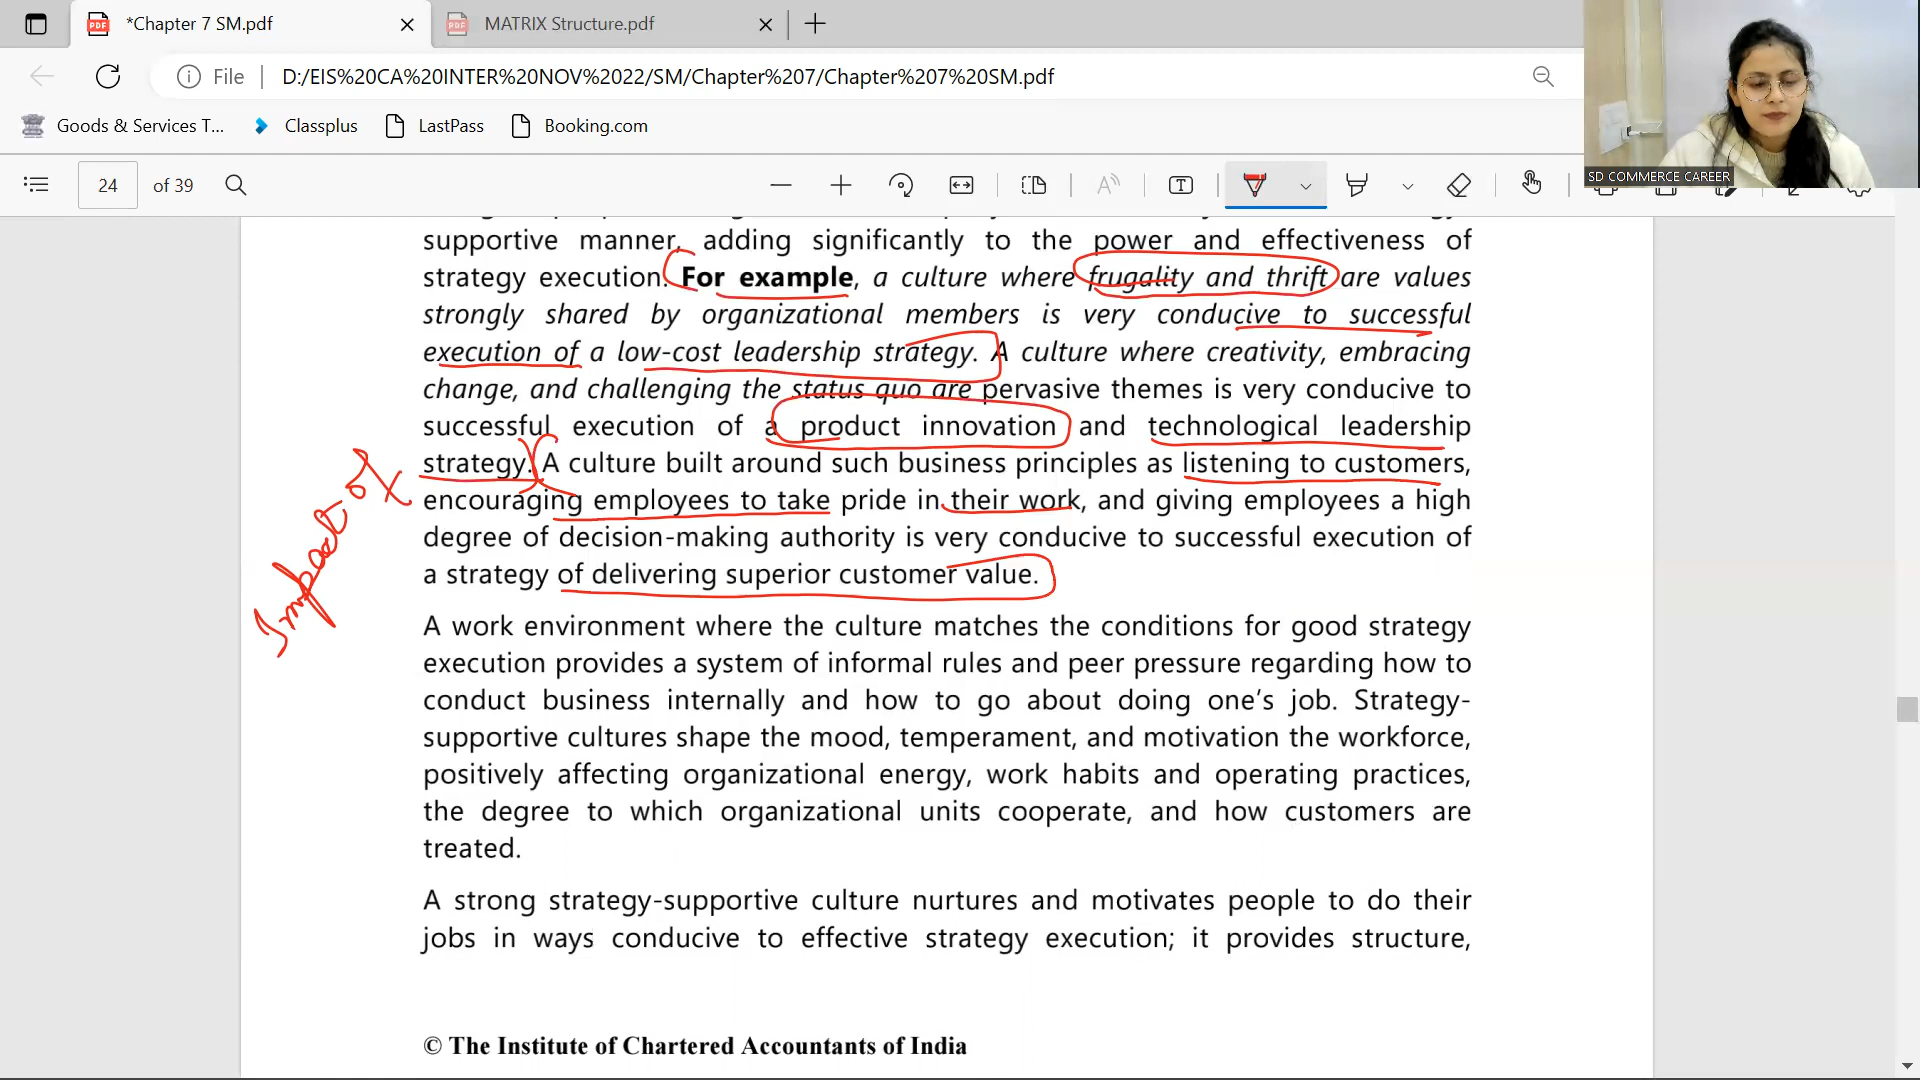 *Chapter 7 SM.pdf
MATRIX Structure.pdf
File
D:/EIS%20CA%20INTER%20NOV%2022/SM/Chapter%207/Chapter%207%20SM.pdf
Goods & Services T...
Classplus
LastPass
Booking.com
SD COMMERCE CAREER
24 of 39
supportive manner, adding significantly to the power and effectiveness of
strategy execution. For example, a culture where frugality and thrift are values
strongly shared by organizational members is very conducive to successful
execution of a low-cost leadership strategy. A culture where creativity, embracing
change, and challenging the status quo are pervasive themes is very conducive to
successful execution of a product innovation and technological leadership
strategy. A culture built around such business principles as listening to customers,
encouraging employees to take pride in their work, and giving employees a high
degree of decision-making authority is very conducive to successful execution of
a strategy of delivering superior customer value.
A work environment where the culture matches the conditions for good strategy
execution provides a system of informal rules and peer pressure regarding how to
conduct business internally and how to go about doing one's job. Strategy-
supportive cultures shape the mood, temperament, and motivation the workforce,
positively affecting organizational energy, work habits and operating practices,
the degree to which organizational units cooperate, and how customers are
treated.
A strong strategy-supportive culture nurtures and motivates people to do their
jobs in ways conducive to effective strategy execution; it provides structure,
© The Institute of Chartered Accountants of India